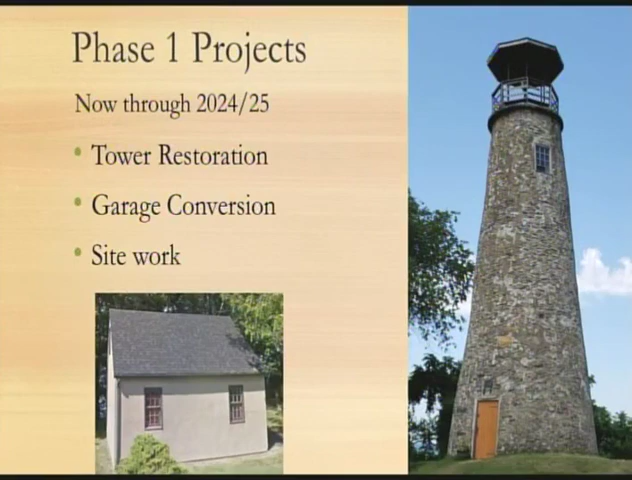 Phase 1 Projects
Now through 2024/25
• Tower Restoration
• Garage Conversion
• Site work